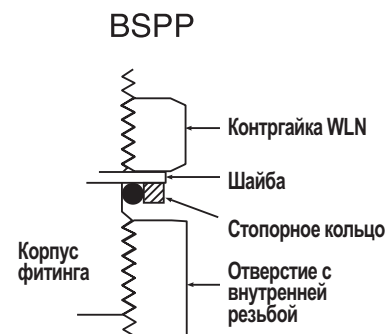 BSPP
Контргайка WLN
Шайба
Стопорное кольцо
Корпус
фитинга
Отверстие с
внутренней
резьбой